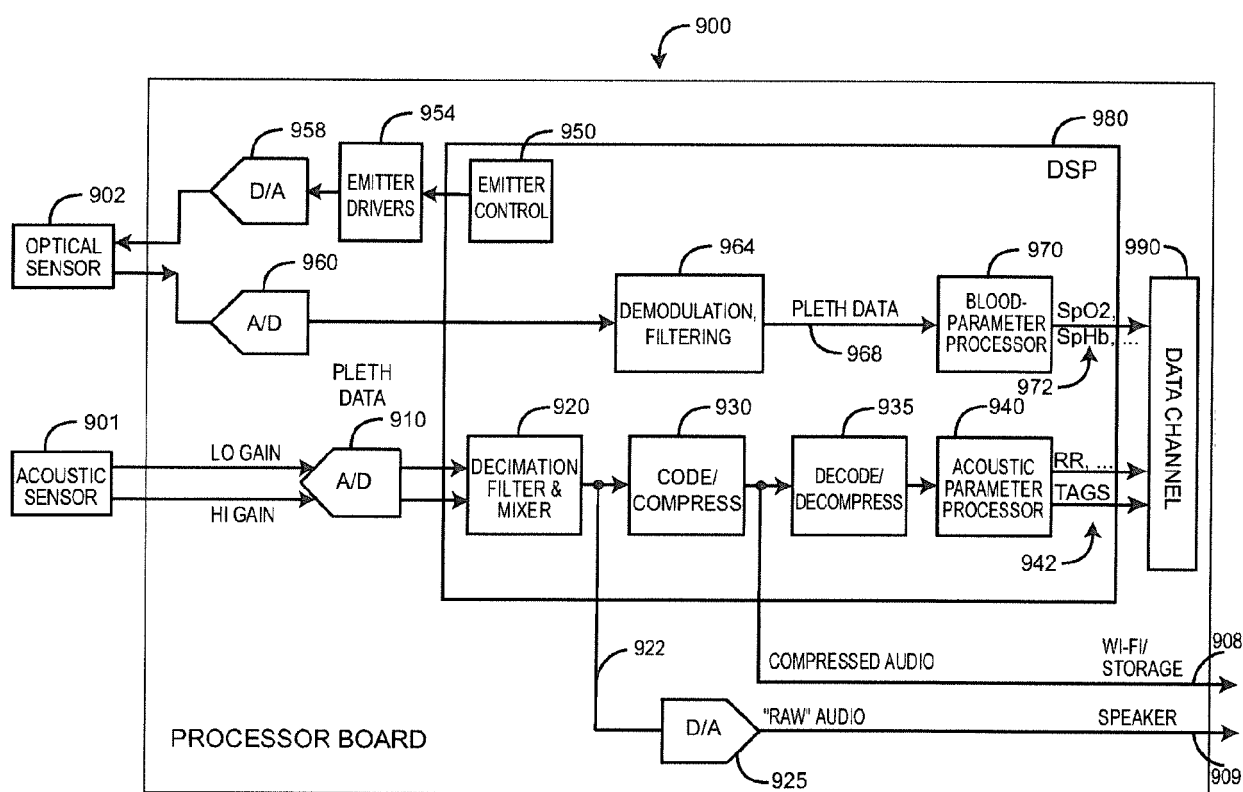 900
958
954
950
980
DSP
D/A
EMITTER
DRIVERS
EMITTER
CONTROL
902
OPTICAL
SENSOR
960
A/D
964
DEMODULATION,
FILTERING
PLETH DATA
968
970
BLOOD-
PARAMETER
PROCESSOR
SpO2,
SpHb, ...
972
990
DATA CHANNEL
PLETH
DATA
901
ACOUSTIC
SENSOR
LO GAIN
HI GAIN
910
A/D
920
DECIMATION
FILTER &
MIXER
930
CODE/
COMPRESS
935
DECODE/
DECOMPRESS
940
ACOUSTIC
PARAMETER
PROCESSOR
RR, ...
TAGS
942
922
COMPRESSED AUDIO
WI-FI/
STORAGE
908
D/A
"RAW" AUDIO
SPEAKER
925
909
PROCESSOR BOARD